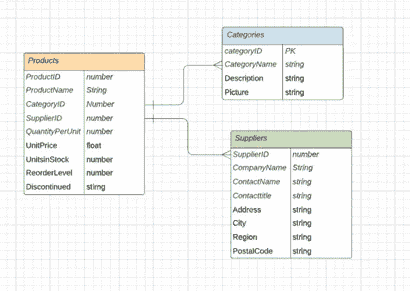 Products
ProductID number
ProductName String
CategoryID Number
SupplierID number
QuantityPerUnit number
UnitPrice float
UnitsinStock number
ReorderLevel number
Discontinued stirng
Categories
categoryID PK
CategoryName string
Description string
Picture string
Suppliers
SupplierID number
CompanyName String
ContactName string
Contacttitle string
Address string
City string
Region string
PostalCode string